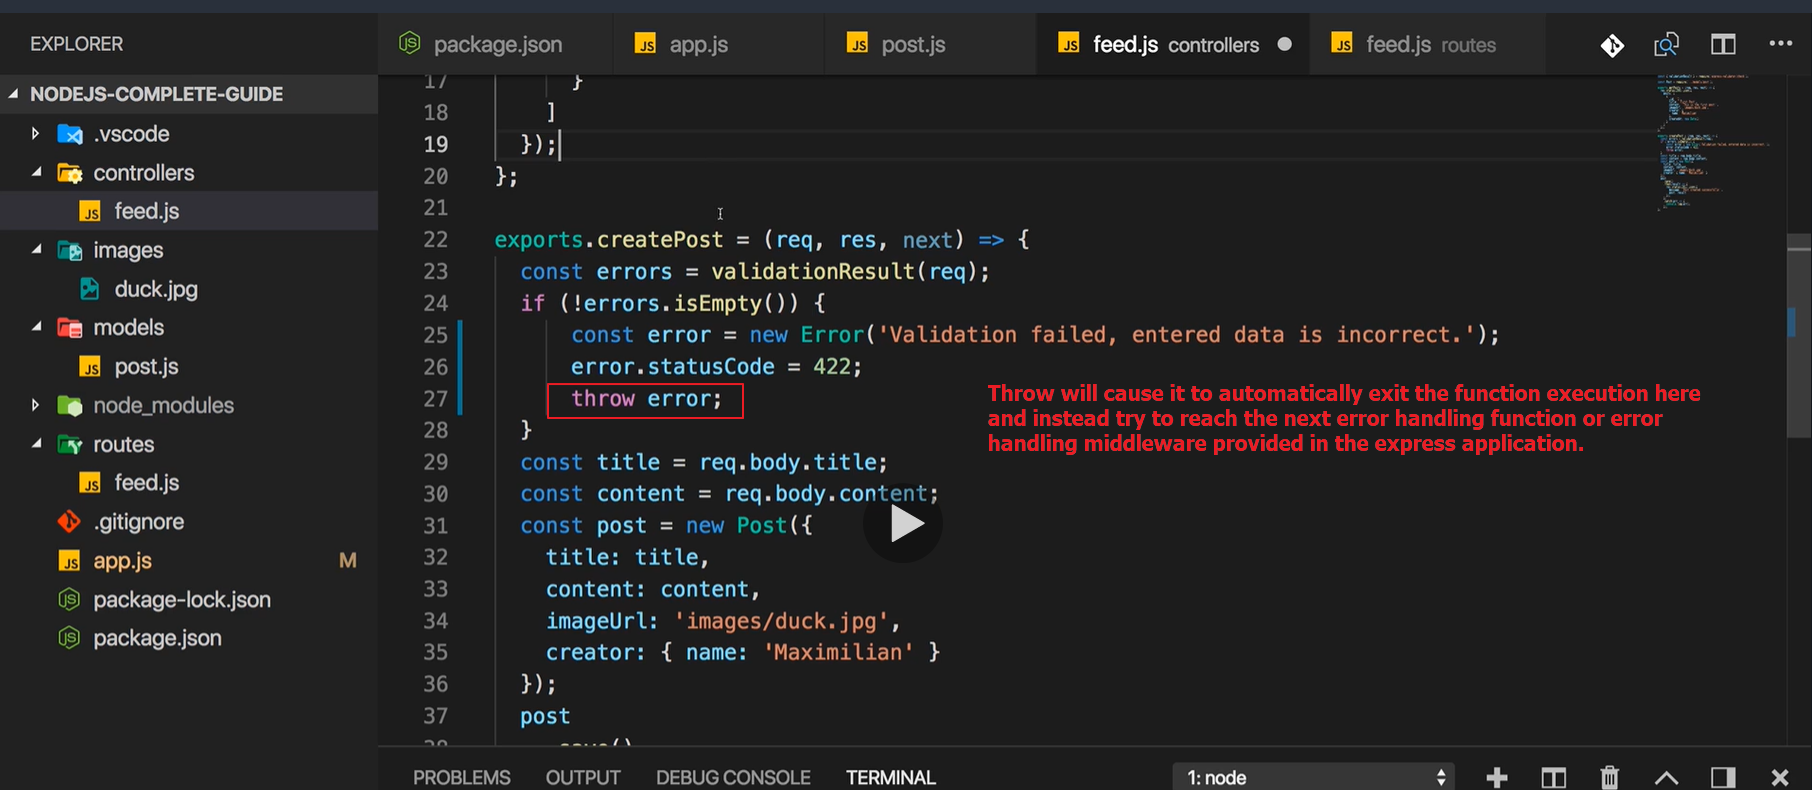 EXPLORER
package.json
app.js
post.js
feed.js controllers
feed.js routes
NODEJS-COMPLETE-GUIDE
.vscode
controllers
feed.js
images
duck.jpg
models
post.js
node_modules
routes
feed.js
.gitignore
app.js M
package-lock.json
package.json
17 }
18 ]
19 });
20 };
21
22 exports.createPost = (req, res, next) => {
23 const errors = validationResult(req);
24 if (!errors.isEmpty()) {
25 const error = new Error('Validation failed, entered data is incorrect.');
26 error.statusCode = 422;
27 throw error;
28 }
29 const title = req.body.title;
30 const content = req.body.content;
31 const post = new Post({
32 title: title,
33 content: content,
34 imageUrl: 'images/duck.jpg',
35 creator: { name: 'Maximilian' }
36 });
37 post
38 .save()
Throw will cause it to automatically exit the function execution here
and instead try to reach the next error handling function or error
handling middleware provided in the express application.
PROBLEMS OUTPUT DEBUG CONSOLE TERMINAL
1: node